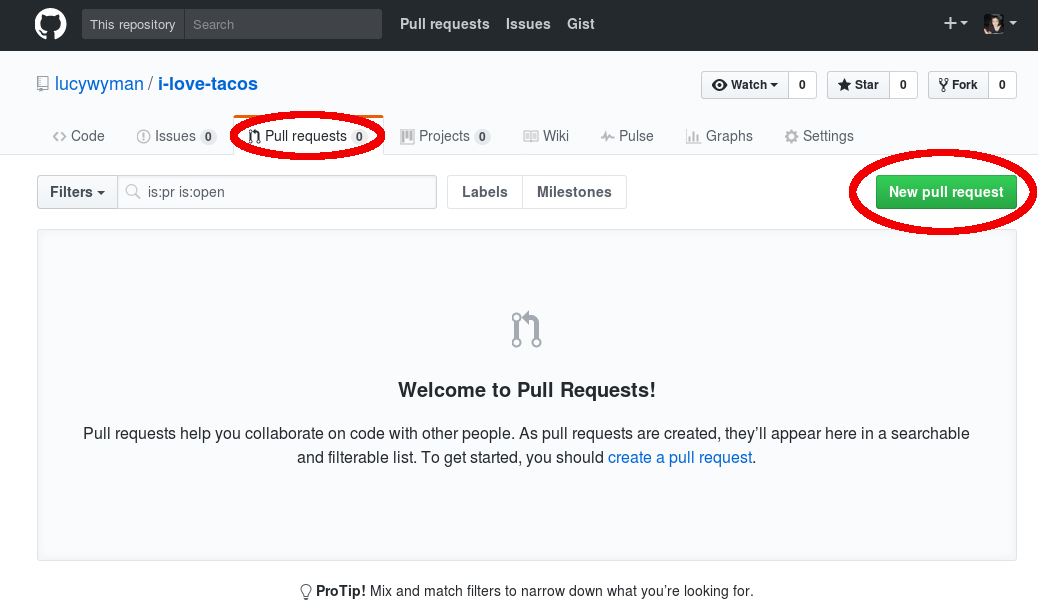 This repository Search Pull requests Issues Gist
lucywyman / i-love-tacos Watch 0 Star 0 Fork 0
Code Issues 0 Pull requests 0 Projects 0 Wiki Pulse Graphs Settings
Filters is:pr is:open Labels Milestones New pull request
Welcome to Pull Requests!
Pull requests help you collaborate on code with other people. As pull requests are created, they’ll appear here in a searchable
and filterable list. To get started, you should create a pull request.
ProTip! Mix and match filters to narrow down what you’re looking for.